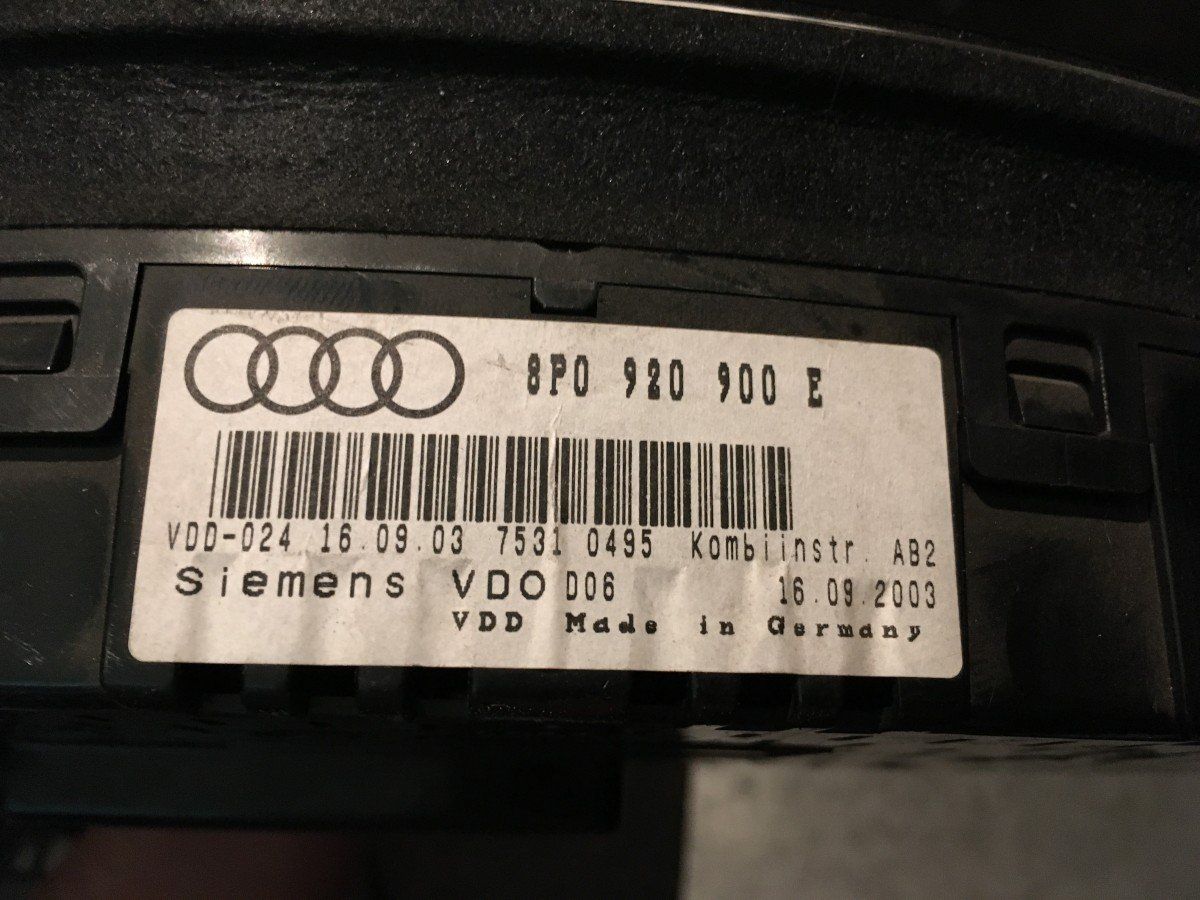 8P0 920 900 E
VDD-024 16.09.03 7531 0495 Kombiinstr. AB2
Siemens VDO D06 16.09.2003
VDD Made in Germany